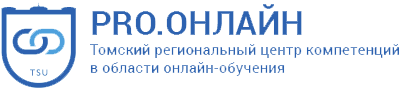 PRO.ОНЛАЙН
Томский региональный центр компетенций
в области онлайн-обучения
TSU